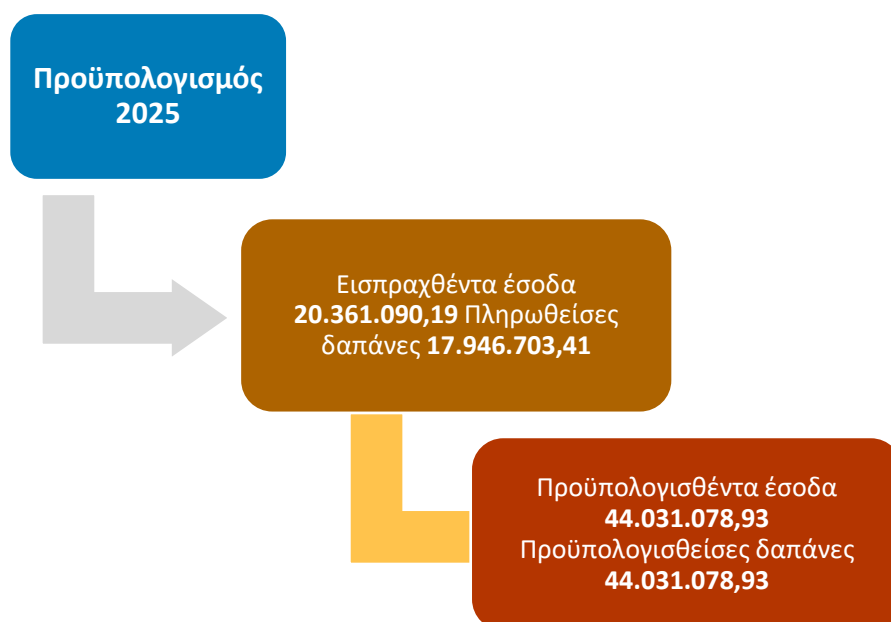 Προϋπολογισμός
2025
Εισπραχθέντα έσοδα
20.361.090,19 Πληρωθείσες
δαπάνες 17.946.703,41
Προϋπολογισθέντα έσοδα
44.031.078,93
Προϋπολογισθείσες δαπάνες
44.031.078,93